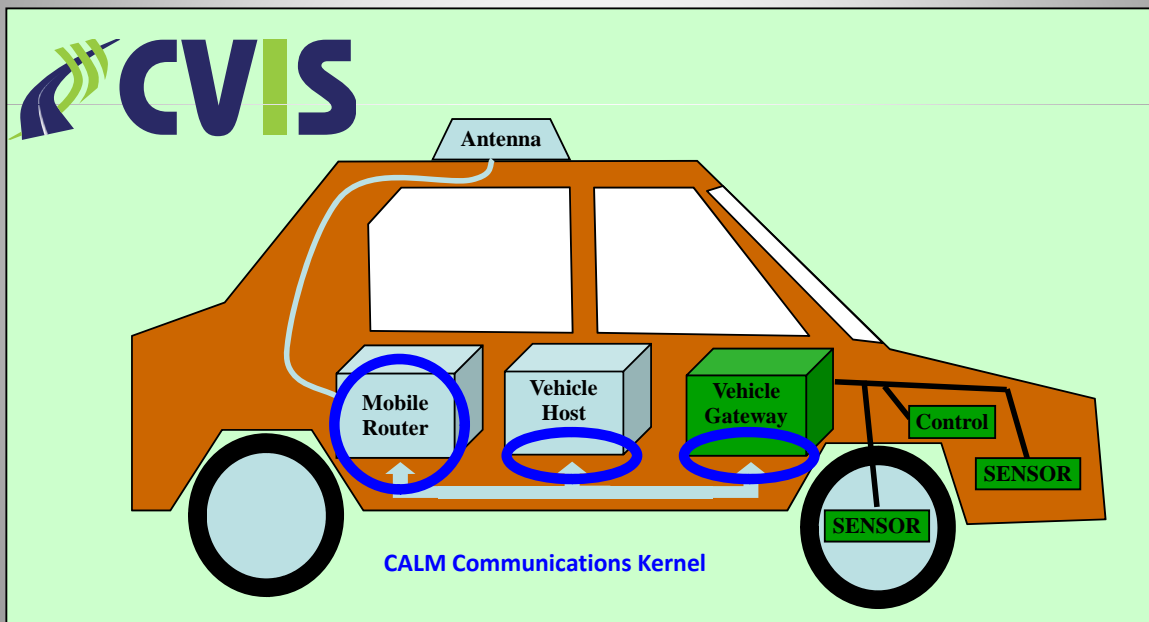 CVIS
Antenna
Mobile
Router
Vehicle
Host
Vehicle
Gateway
Control
SENSOR
SENSOR
CALM Communications Kernel